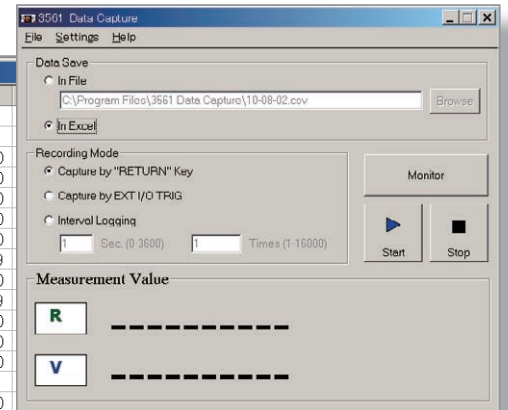 3561 Data Capture
File Settings Help
Data Save
In File
C:\Program Files\3561 Data Capture\10-08-02.csv
Browse
In Excel
Recording Mode
Capture by "RETURN" Key
Capture by EXT I/O TRIG
Interval Logging
1 Sec. (0-3600) 1 Times (1-16000)
Monitor
Start Stop
Measurement Value
R
V